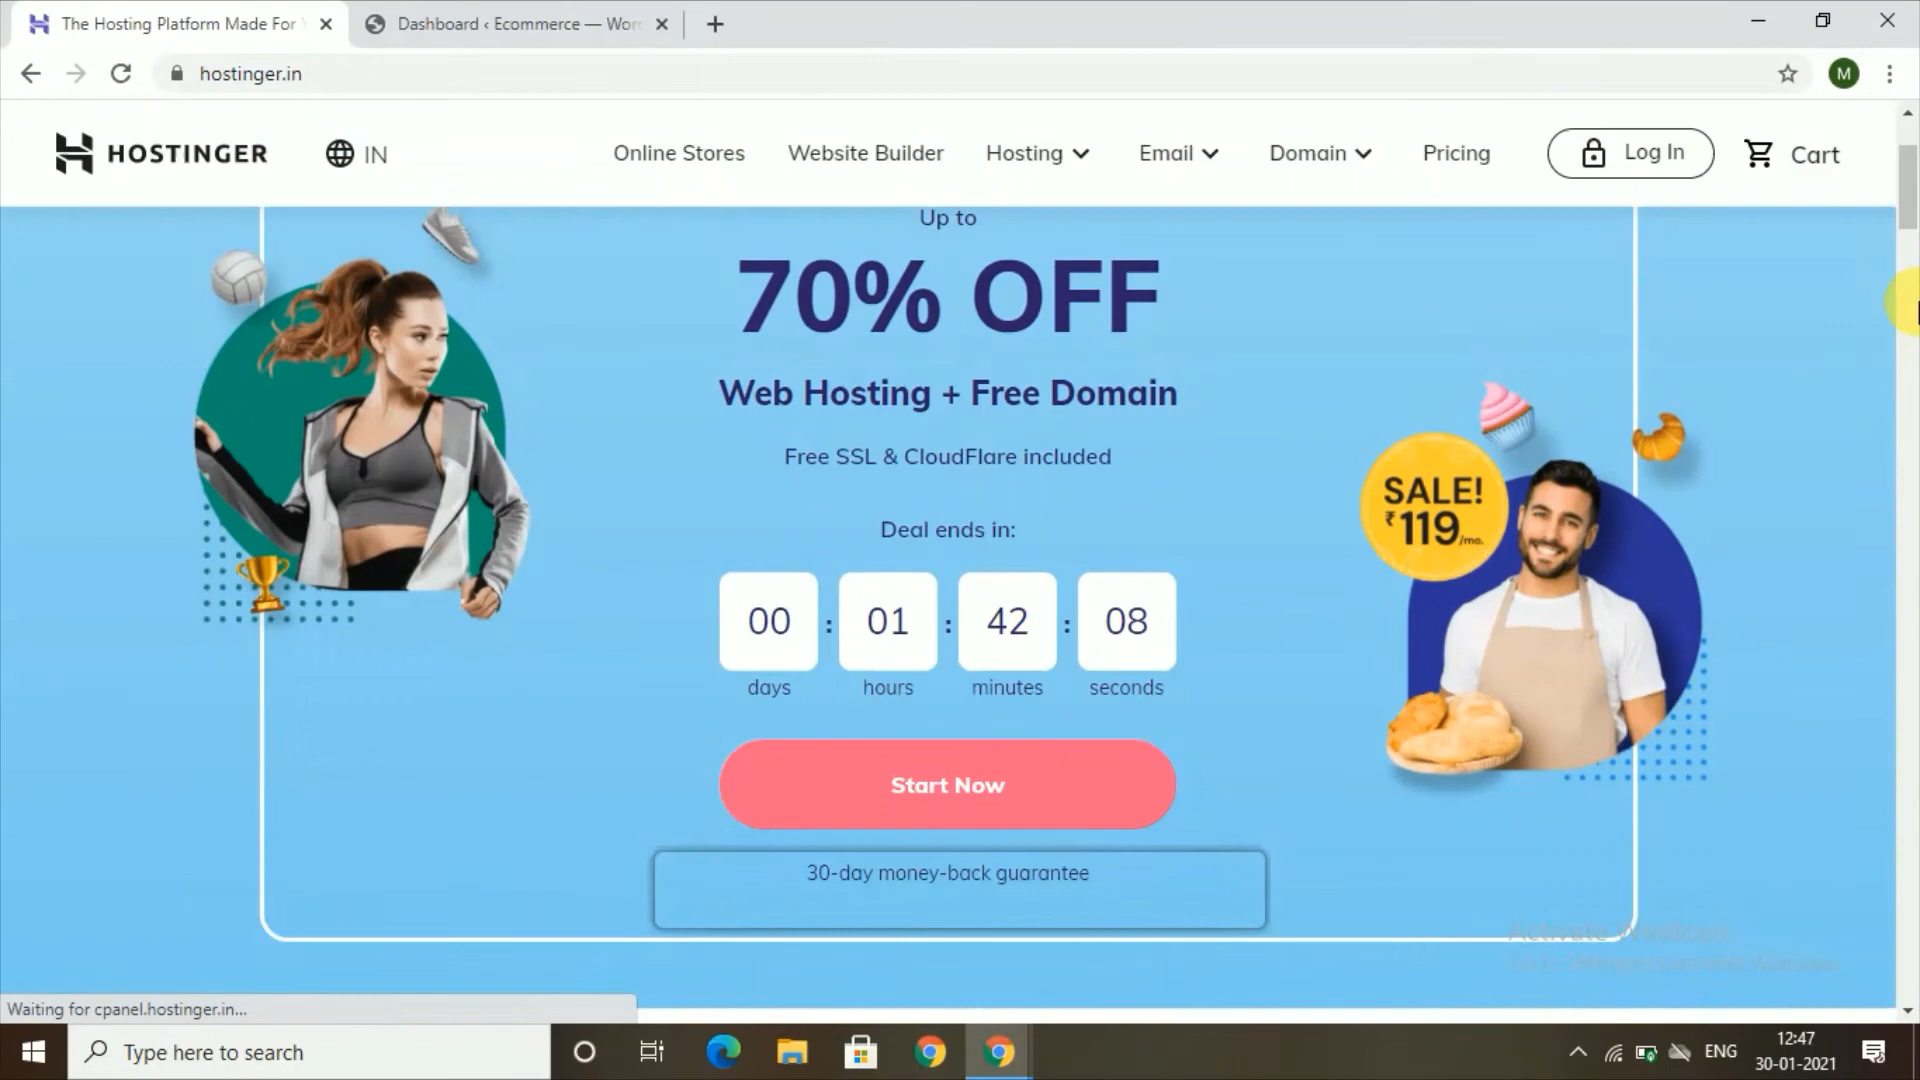 The Hosting Platform Made For
Dashboard ‹ Ecommerce — Wor
hostinger.in
M
HOSTINGER
IN
Online Stores
Website Builder
Hosting
Email
Domain
Pricing
Log In
Cart
Up to
70% OFF
Web Hosting + Free Domain
Free SSL & CloudFlare included
Deal ends in:
00 : 01 : 42 : 08
days hours minutes seconds
SALE!
₹119/mo.
Start Now
30-day money-back guarantee
Activate Windows
Waiting for cpanel.hostinger.in...
Type here to search
ENG
12:47
30-01-2021